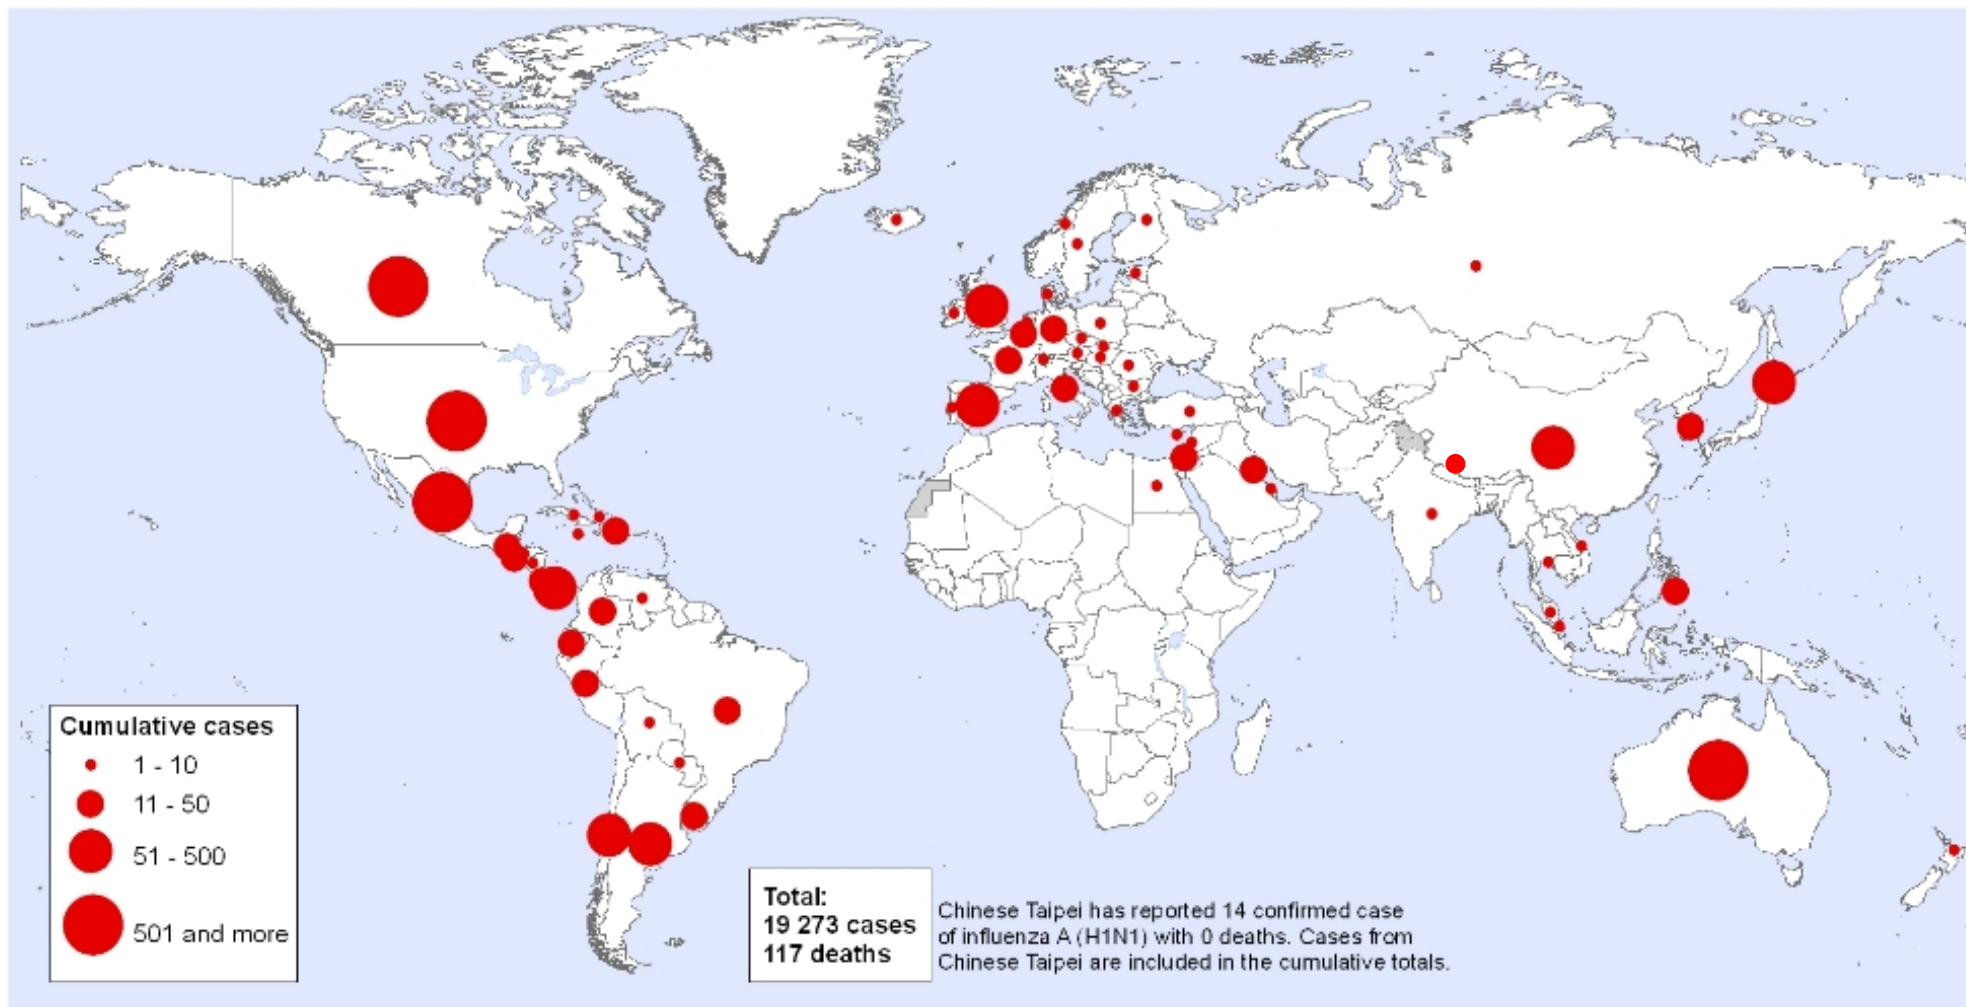 Cumulative cases
1 - 10
11 - 50
51 - 500
501 and more
Total:
19 273 cases
117 deaths
Chinese Taipei has reported 14 confirmed case
of influenza A (H1N1) with 0 deaths. Cases from
Chinese Taipei are included in the cumulative totals.